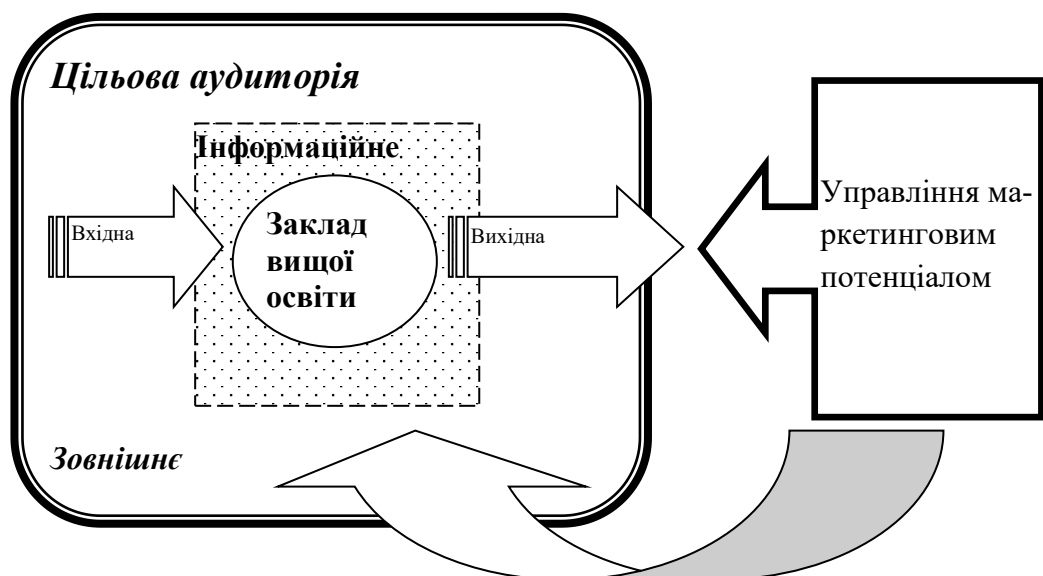 Цільова аудиторія
Інформаційне
Вхідна
Заклад
вищої
освіти
Вихідна
Управління ма-
ркетинговим
потенціалом
Зовнішнє